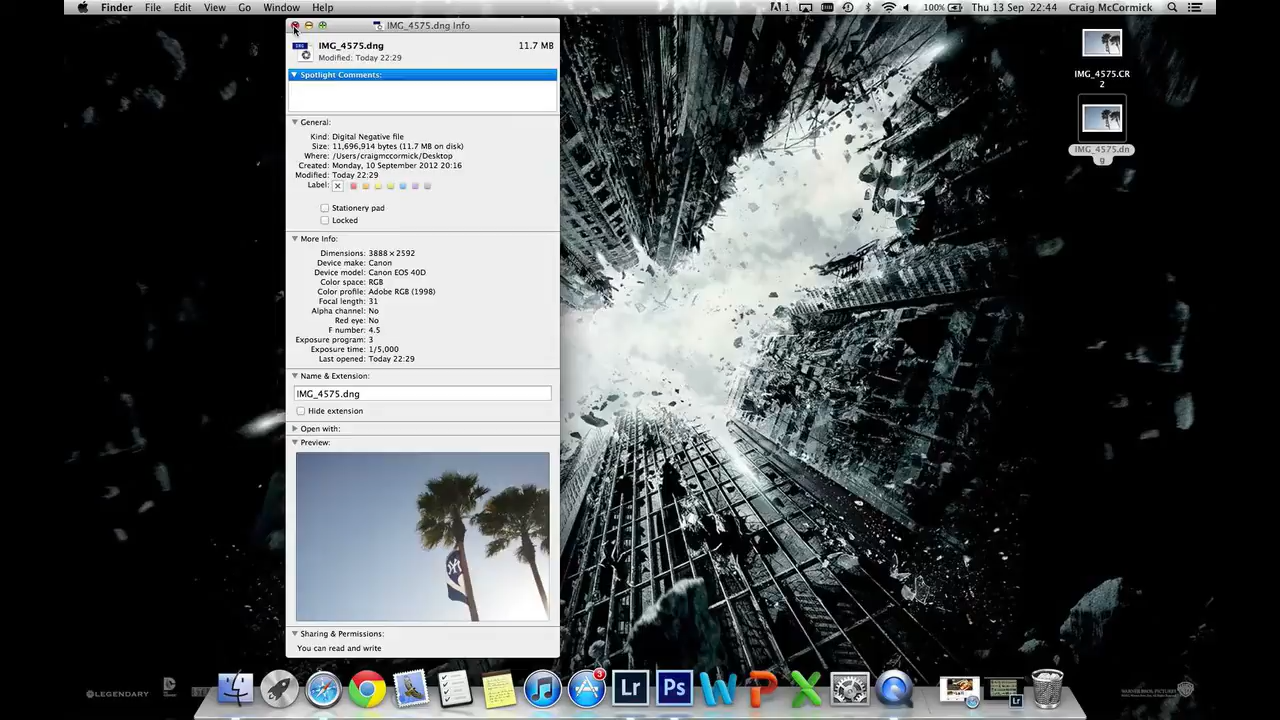 Finder File Edit View Go Window Help
1 100% Thu 13 Sep 22:44 Craig McCormick
IMG_4575.dng Info
IMG
IMG_4575.dng 11.7 MB
Modified: Today 22:29
Spotlight Comments:
General:
Kind: Digital Negative file
Size: 11,696,914 bytes (11.7 MB on disk)
Where: /Users/craigmccormick/Desktop
Created: Monday, 10 September 2012 20:16
Modified: Today 22:29
Label:
Stationery pad
Locked
More Info:
Dimensions: 3888×2592
Device make: Canon
Device model: Canon EOS 40D
Color space: RGB
Color profile: Adobe RGB (1998)
Focal length: 31
Alpha channel: No
Red eye: No
F number: 4.5
Exposure program: 3
Exposure time: 1/5,000
Last opened: Today 22:29
Name & Extension:
IMG_4575.dng
Hide extension
Open with:
Preview:
Sharing & Permissions:
You can read and write
IMG_4575.CR
2
IMG_4575.dn
g
3
Lr Ps W P X
LEGENDARY